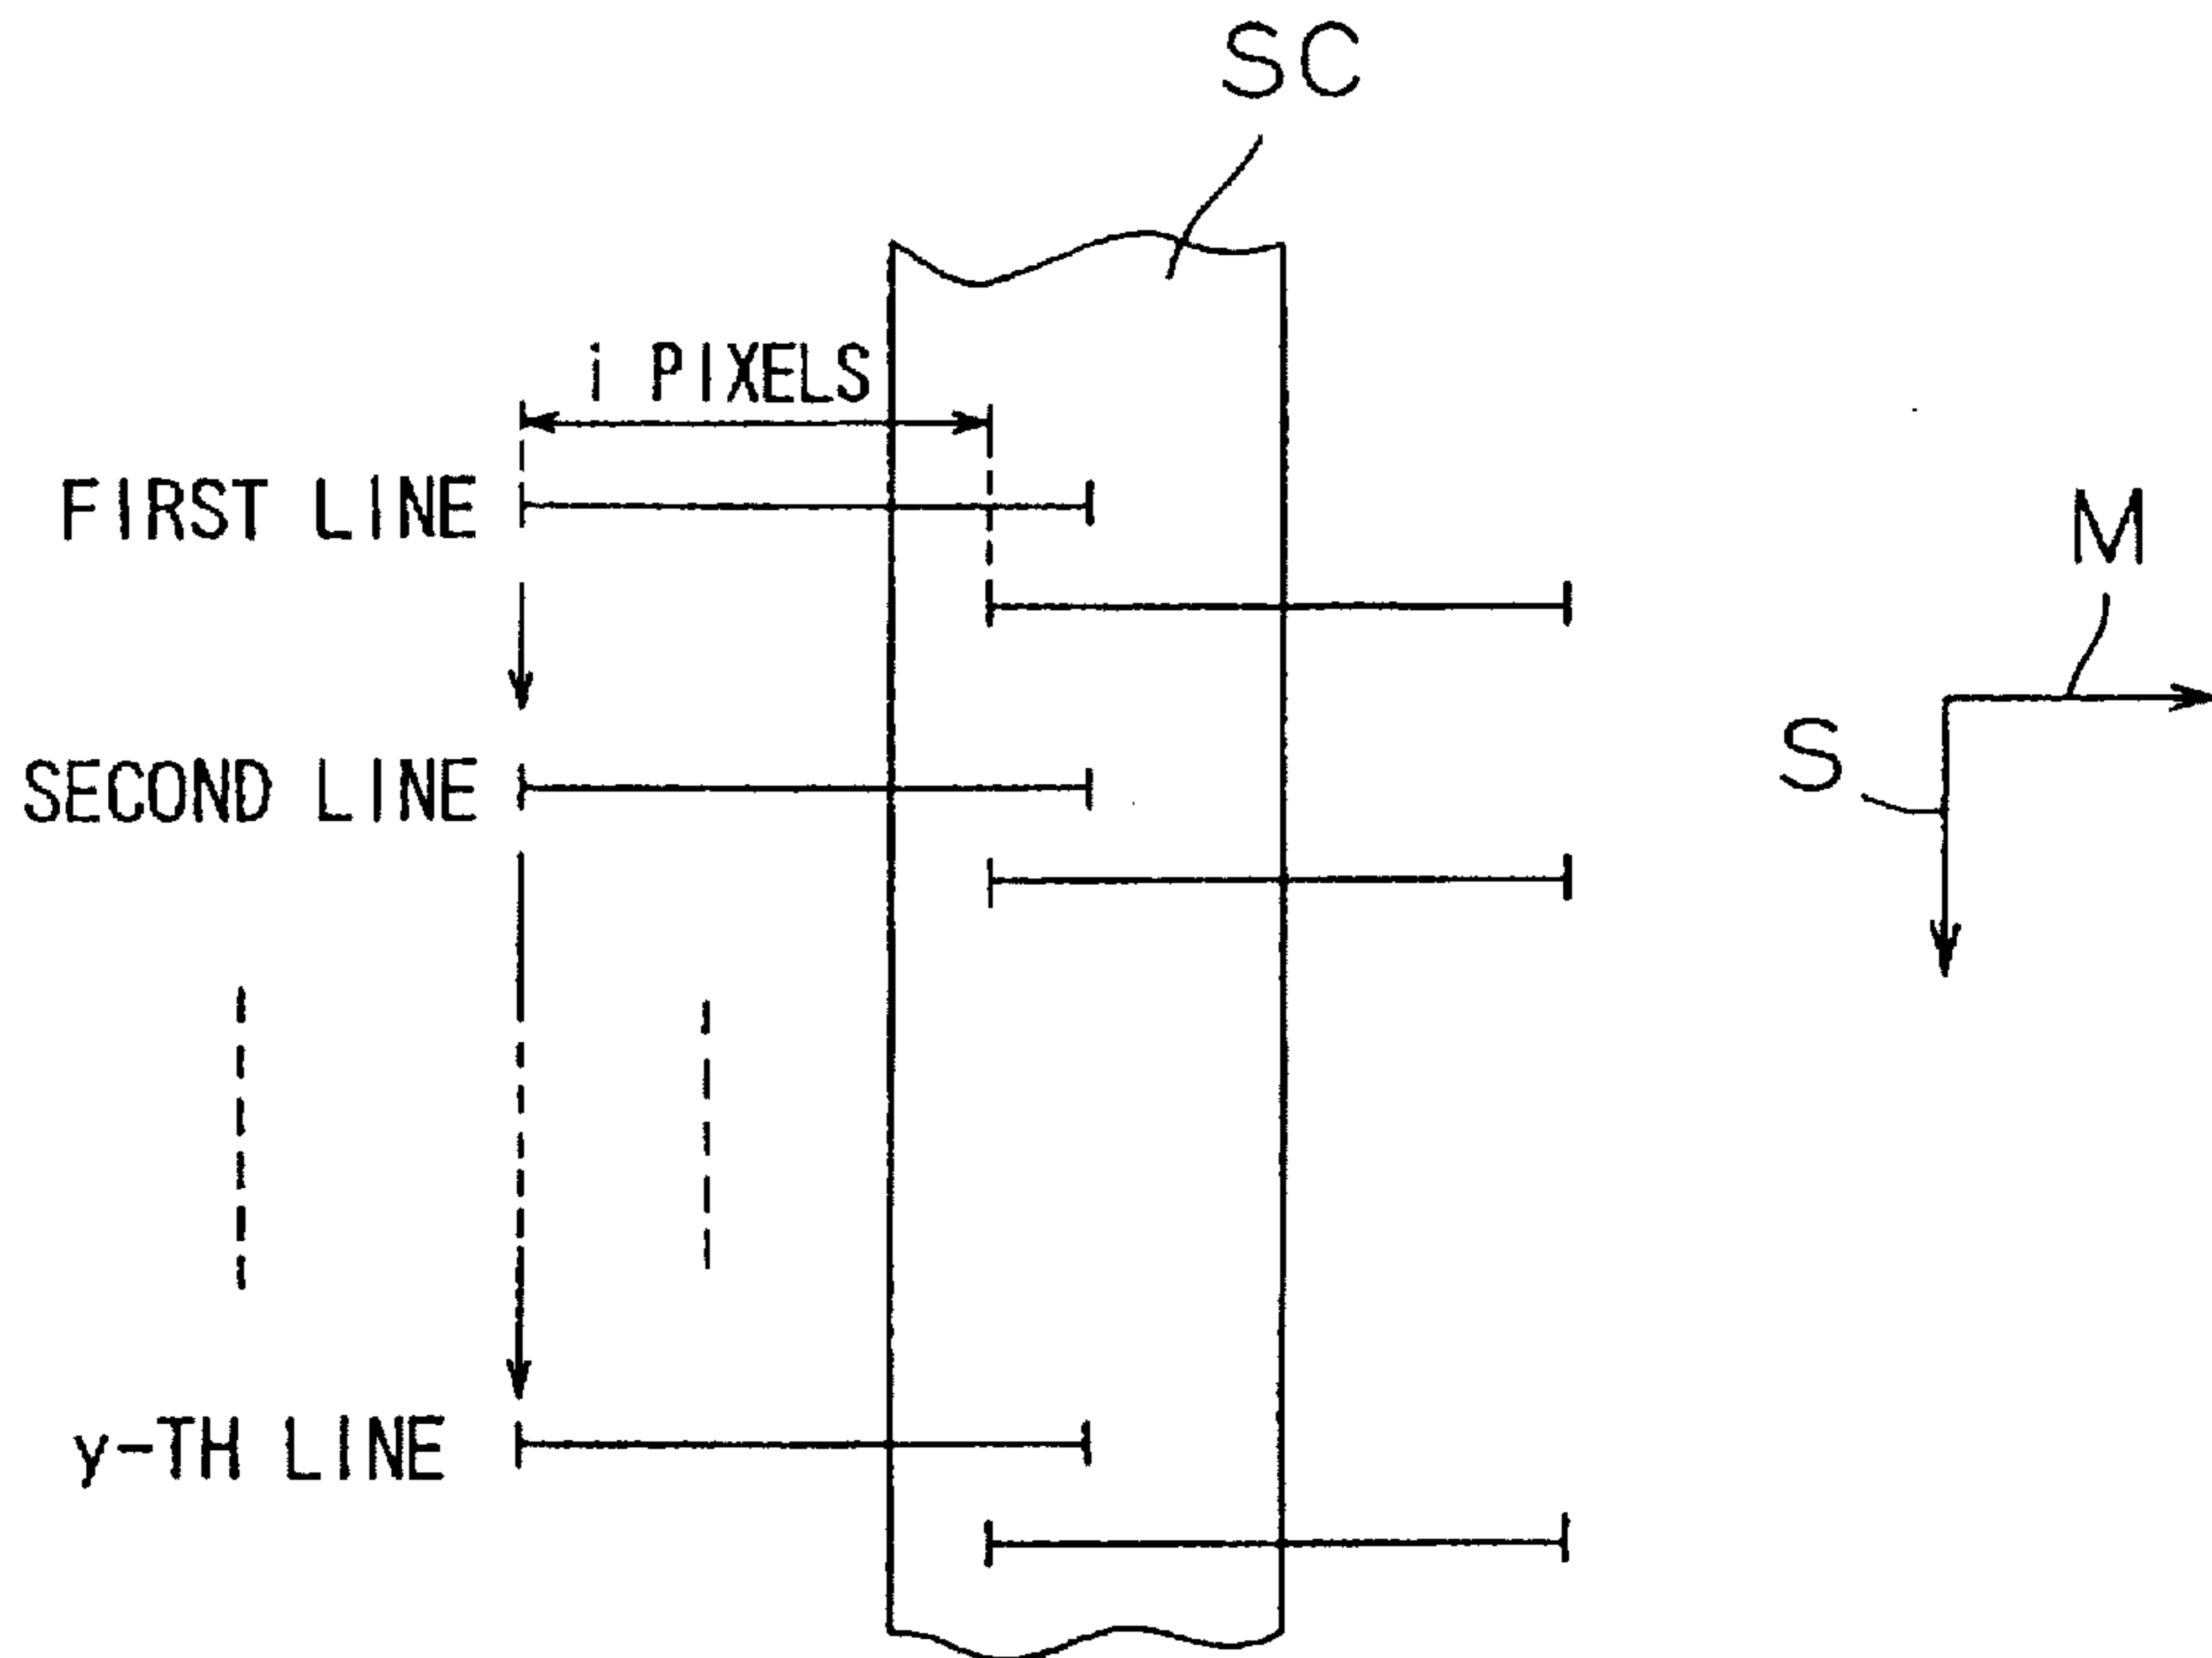 SC
i PIXELS
FIRST LINE
M
S
SECOND LINE
y-TH LINE